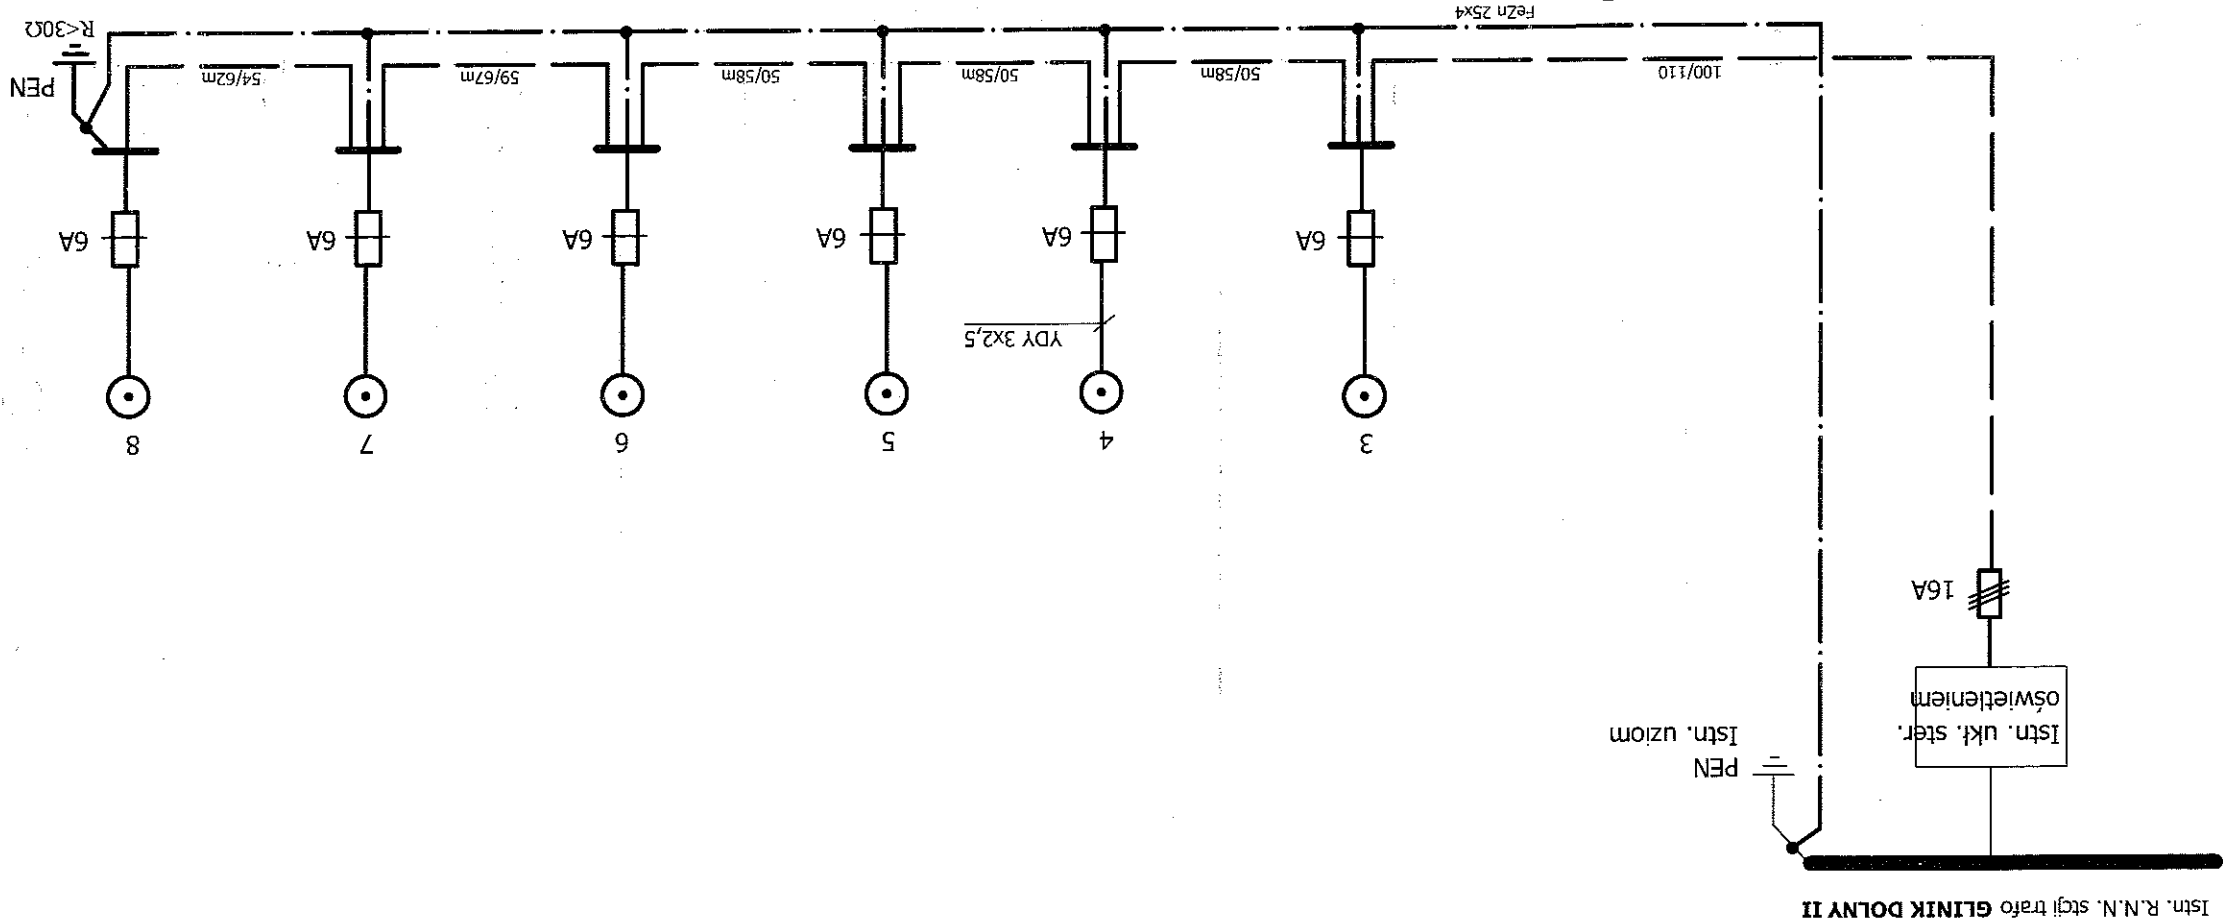 Istn. R.N.N. stcji trafo GLINIK DOLNY II
PEN
Istn. uziom
Istn. ukł. ster.
oświetleniem
16A
3
4
5
6
7
8
YDY 3x2,5
6A
6A
6A
6A
6A
6A
100/110
50/58m
50/58m
50/58m
59/67m
54/62m
PEN
R<30Ω
FeZn 25x4